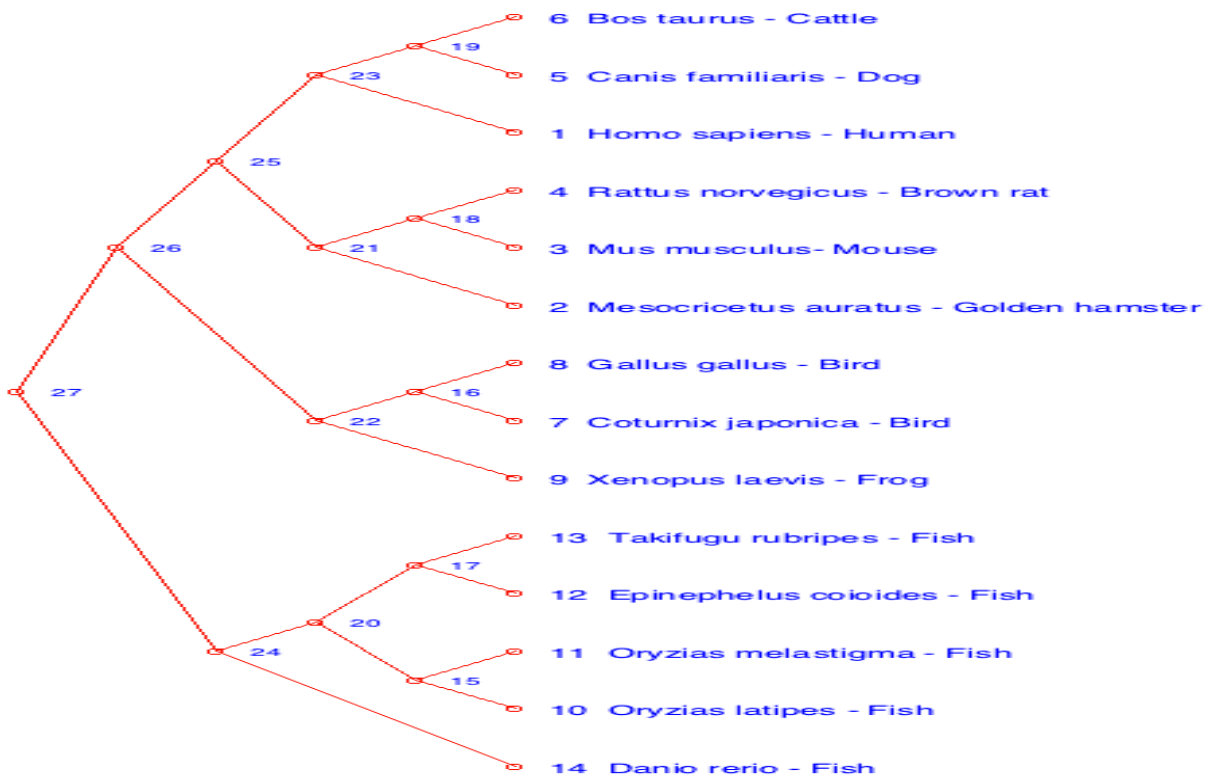 6 Bos taurus - Cattle
19
23
5 Canis familiaris - Dog
1 Homo sapiens - Human
25
4 Rattus norvegicus - Brown rat
18
26
21
3 Mus musculus- Mouse
2 Mesocricetus auratus - Golden hamster
8 Gallus gallus - Bird
27
16
22
7 Coturnix japonica - Bird
9 Xenopus laevis - Frog
13 Takifugu rubripes - Fish
17
12 Epinephelus coioides - Fish
20
24
11 Oryzias melastigma - Fish
15
10 Oryzias latipes - Fish
14 Danio rerio - Fish